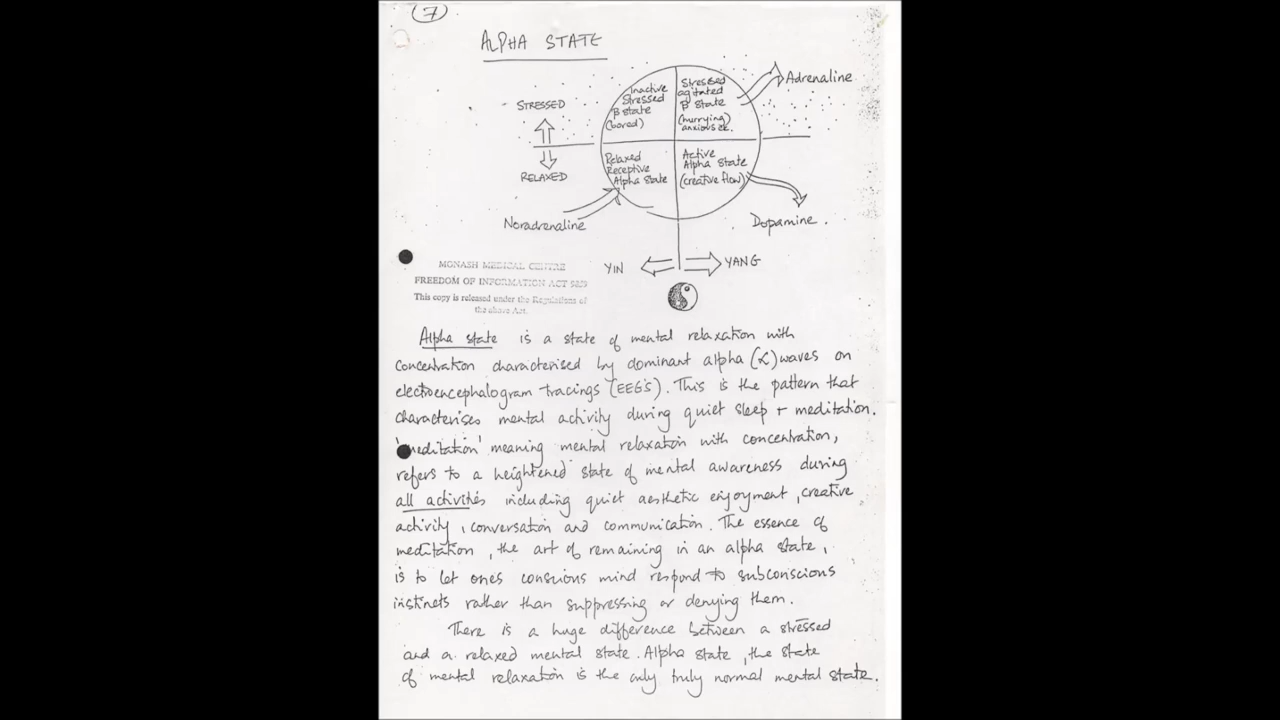 7
ALPHA STATE
STRESSED
RELAXED
Inactive
Stressed
β state
(bored)
Stressed
agitated
β state
(hurrying)
anxious etc.
Relaxed
Receptive
Alpha State
Active
Alpha State
(creative flow)
Adrenaline
Noradrenaline
Dopamine.
YIN
YANG
MONASH MEDICAL CENTRE
FREEDOM OF INFORMATION ACT
This copy is released under the Regulations of
the above Act.
Alpha state is a state of mental relaxation with
concentration characterised by dominant alpha (α) waves on
electroencephalogram tracings (EEG's). This is the pattern that
characterises mental activity during quiet sleep + meditation.
'meditation' meaning mental relaxation with concentration,
refers to a heightened state of mental awareness during
all activities including quiet aesthetic enjoyment, creative
activity, conversation and communication. The essence of
meditation, the art of remaining in an alpha state,
is to let ones conscious mind respond to subconscious
instincts rather than suppressing or denying them.
There is a huge difference between a stressed
and a relaxed mental state. Alpha state, the state
of mental relaxation is the only truly normal mental state.